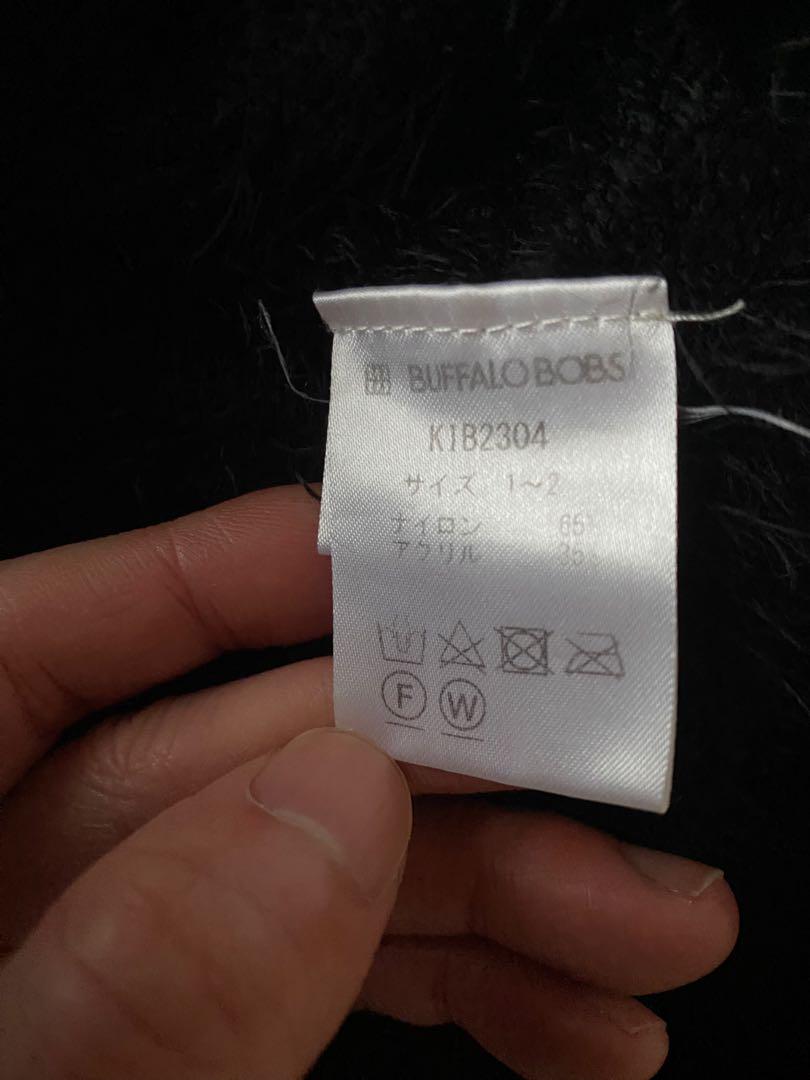 BUFFALO BOBS
KIB2304
サイズ 1～2
ナイロン 65%
アクリル 35%
F W